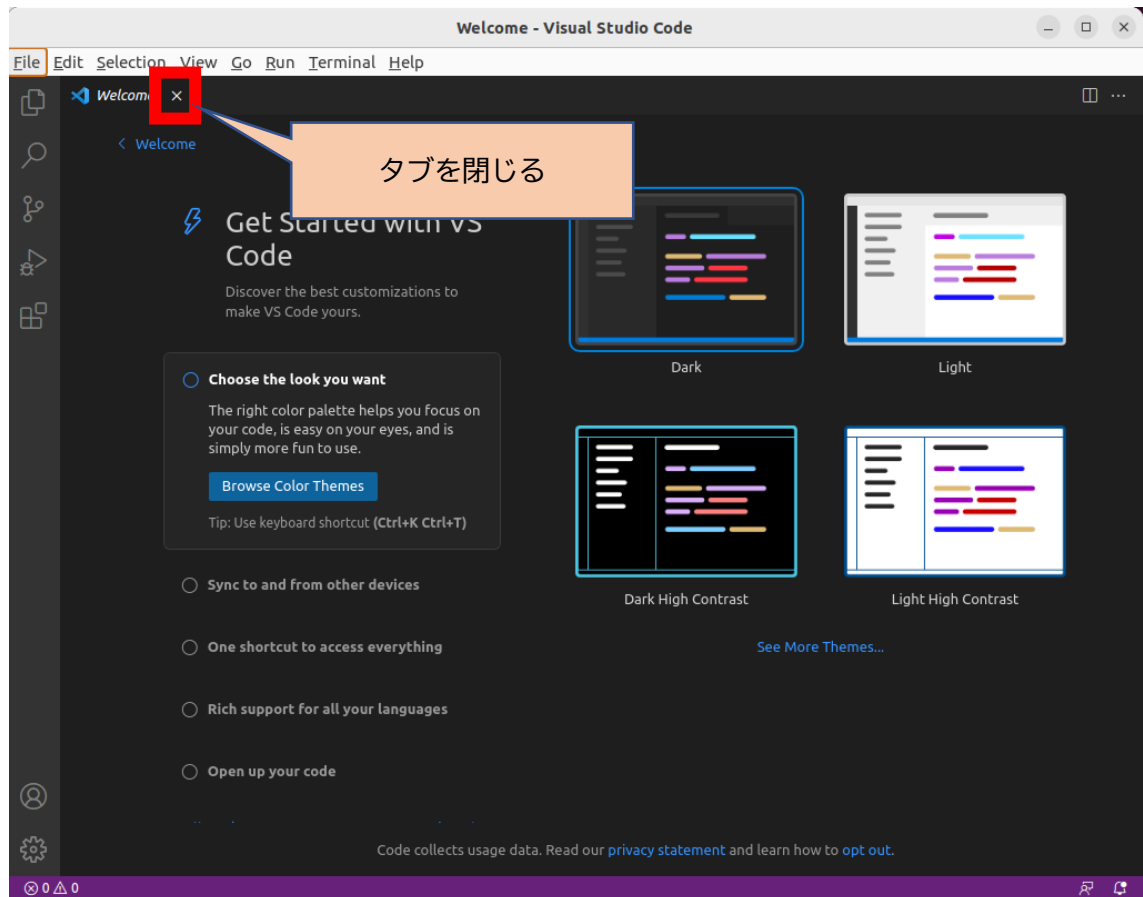 Welcome - Visual Studio Code
File Edit Selection View Go Run Terminal Help
Welcom
タブを閉じる
Welcome
Get Started with VS
Code
Discover the best customizations to
make VS Code yours.
Choose the look you want
The right color palette helps you focus on
your code, is easy on your eyes, and is
simply more fun to use.
Browse Color Themes
Tip: Use keyboard shortcut (Ctrl+K Ctrl+T)
Sync to and from other devices
One shortcut to access everything
Rich support for all your languages
Open up your code
Dark
Light
Dark High Contrast
Light High Contrast
See More Themes...
Code collects usage data. Read our privacy statement and learn how to opt out.
0 0